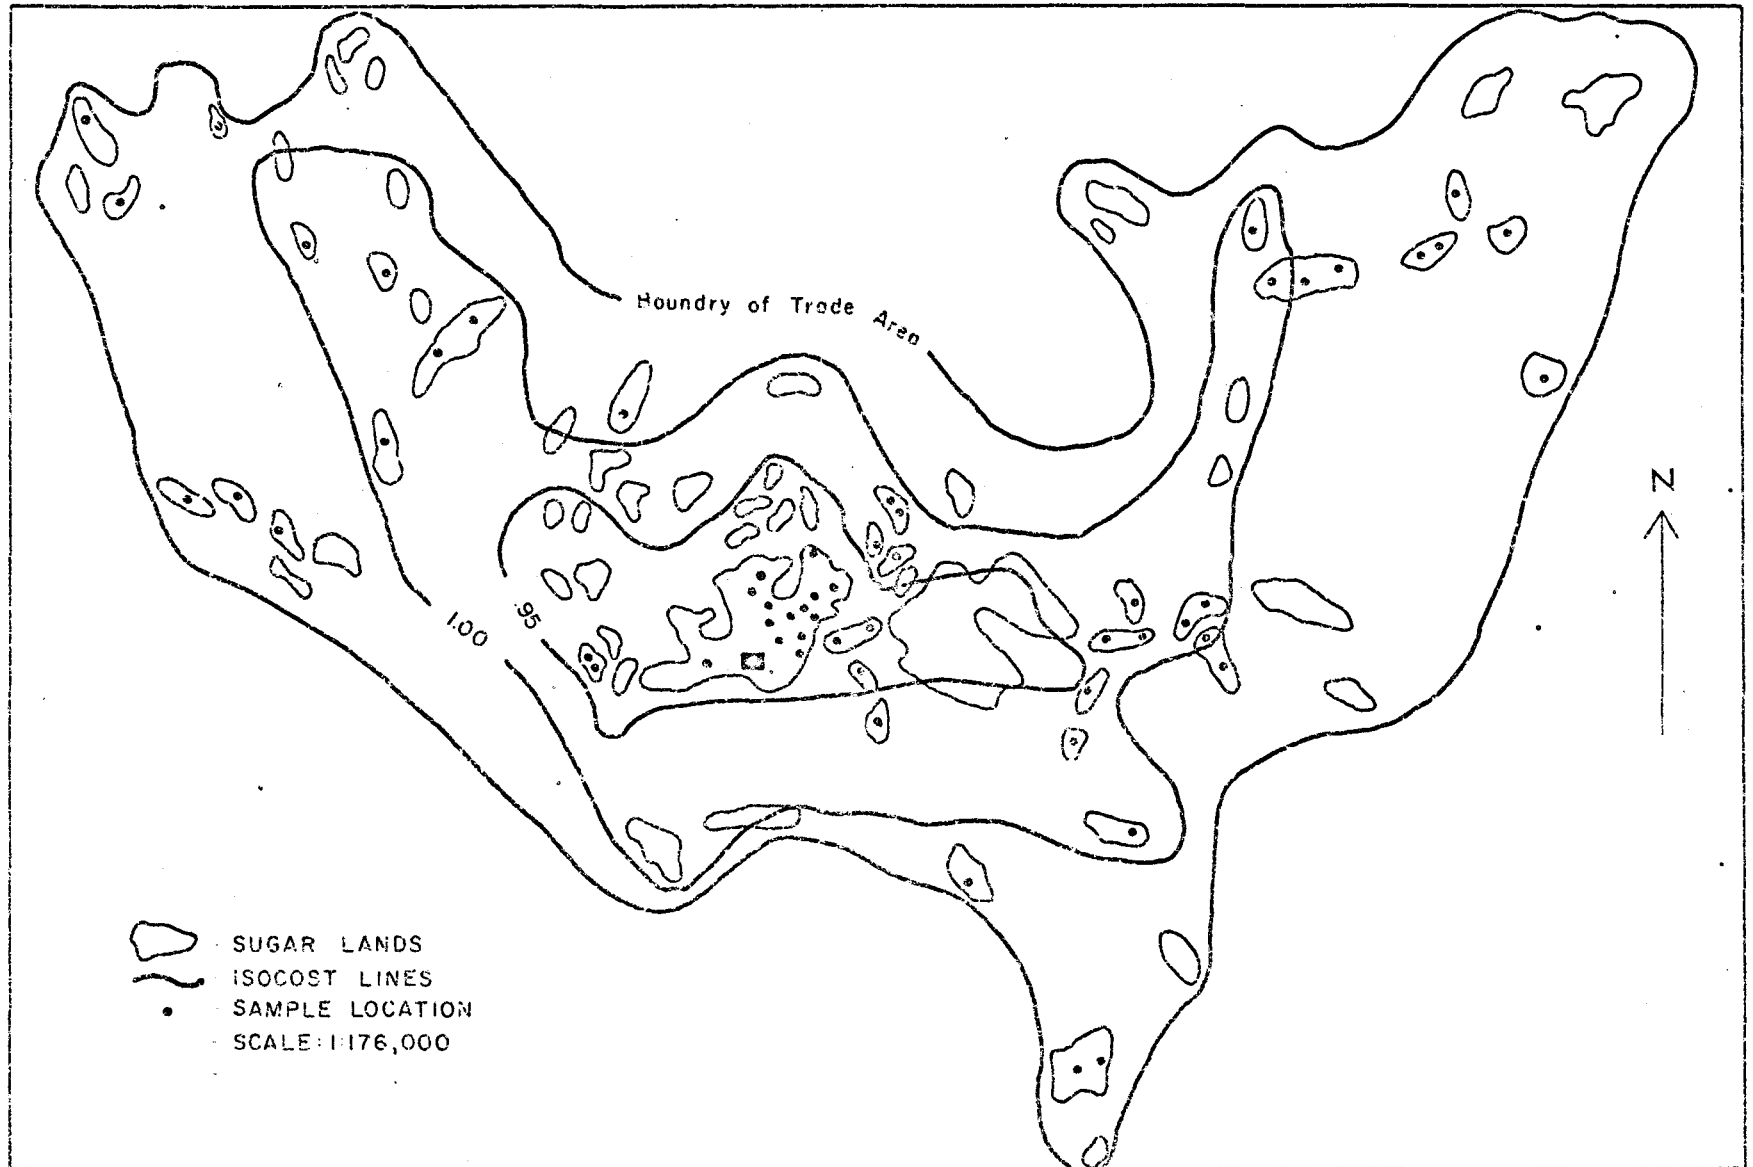 Boundry of Trade Area
N
1.00
.95
SUGAR LANDS
ISOCOST LINES
SAMPLE LOCATION
SCALE: 1:176,000